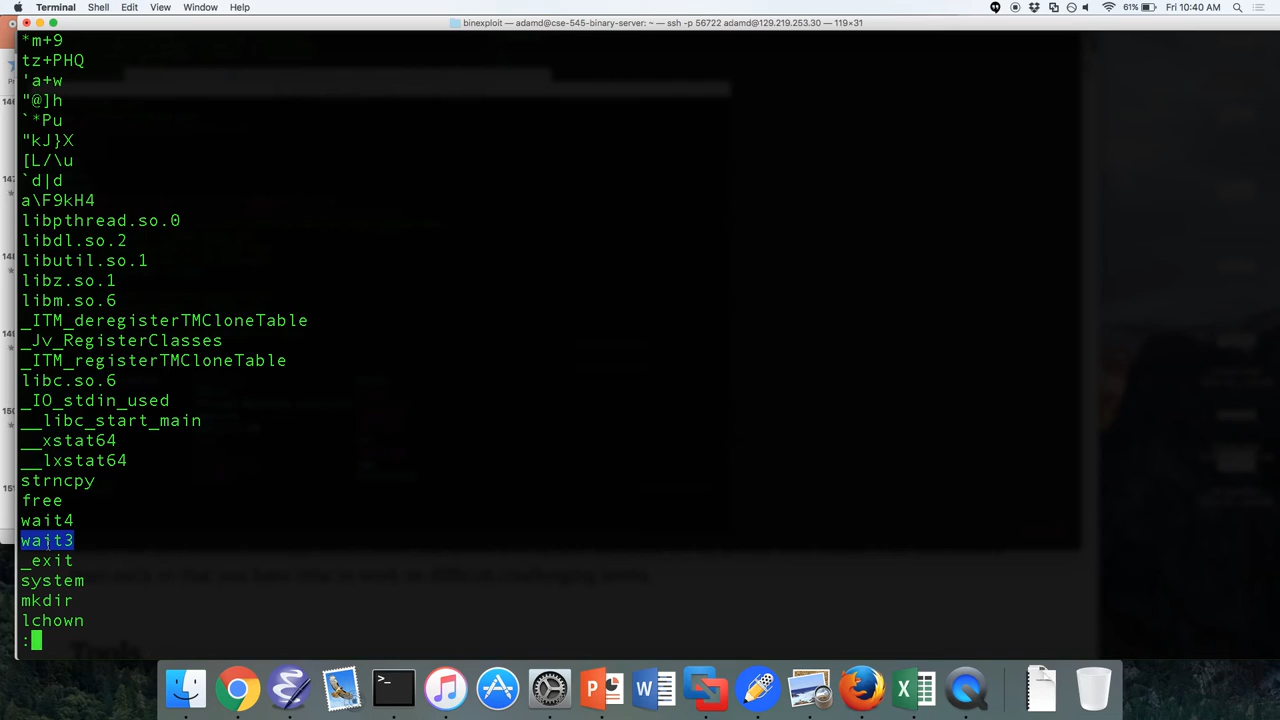 Terminal Shell Edit View Window Help 61% Fri 10:40 AM
binexploit — adamd@cse-545-binary-server: ~ — ssh -p 56722 adamd@129.219.253.30 — 119×31
*m+9
tz+PHQ
'a+w
"@]h
`*Pu
"kJ}X
[L/\u
`d|d
a\F9kH4
libpthread.so.0
libdl.so.2
libutil.so.1
libz.so.1
libm.so.6
_ITM_deregisterTMCloneTable
_Jv_RegisterClasses
_ITM_registerTMCloneTable
libc.so.6
_IO_stdin_used
__libc_start_main
__xstat64
__lxstat64
strncpy
free
wait4
wait3
_exit
system
mkdir
lchown
:
Tools